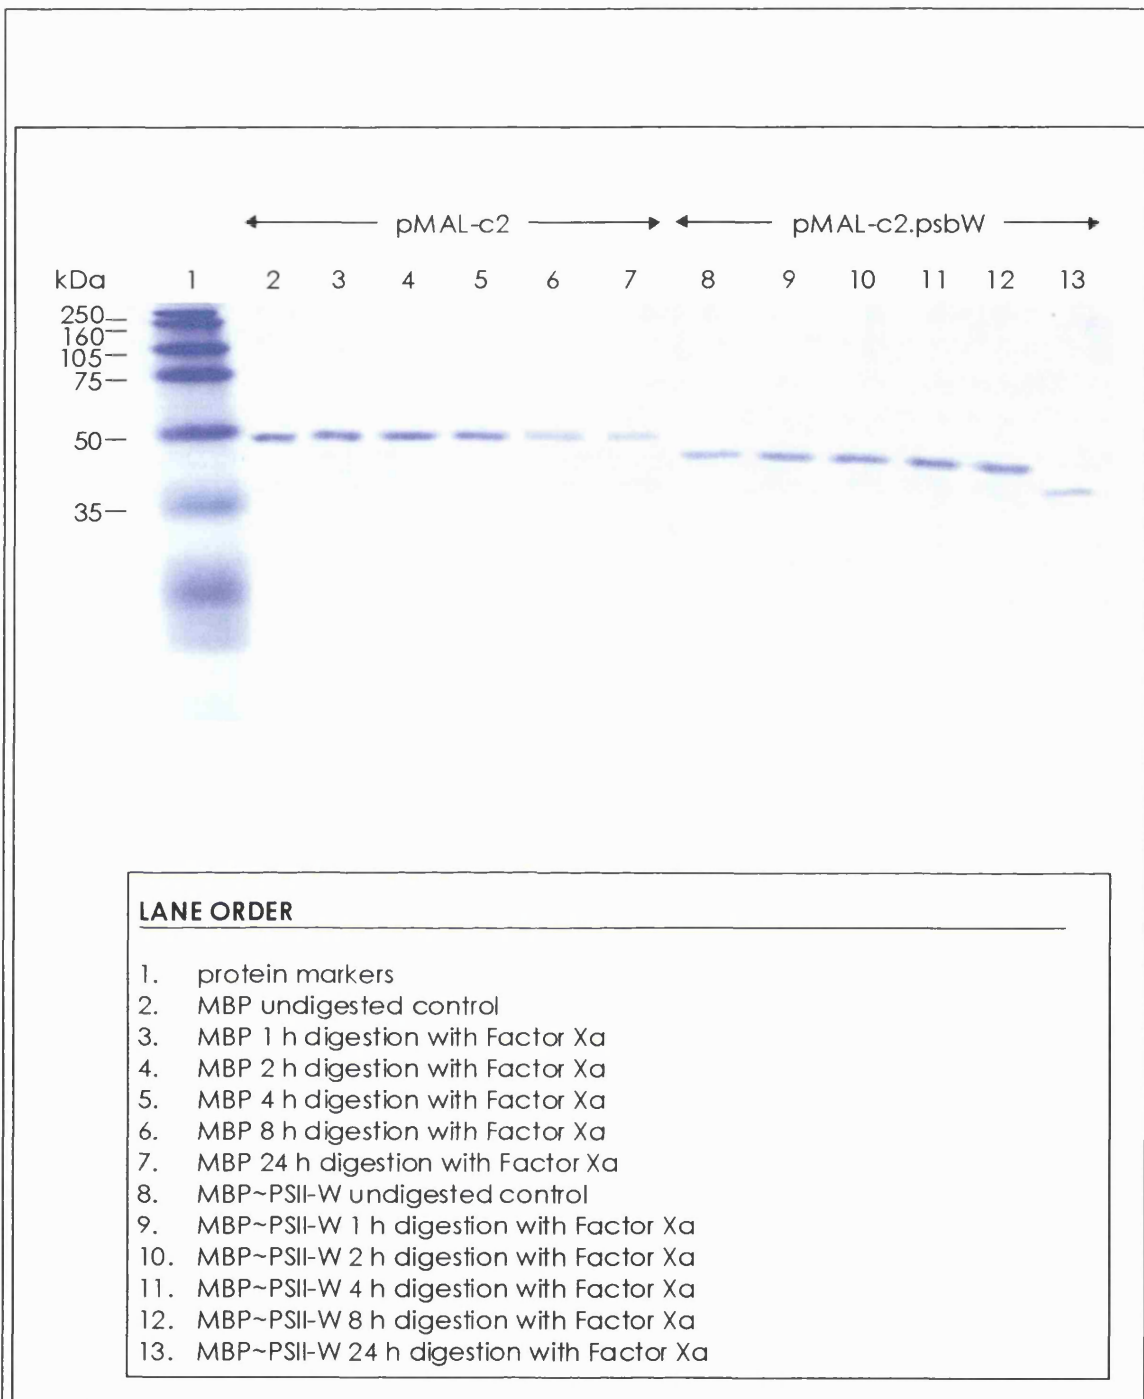 pMAL-c2 pMAL-c2.psbW
kDa 1 2 3 4 5 6 7 8 9 10 11 12 13
250
160
105
75
50
35
LANE ORDER
1. protein markers
2. MBP undigested control
3. MBP 1 h digestion with Factor Xa
4. MBP 2 h digestion with Factor Xa
5. MBP 4 h digestion with Factor Xa
6. MBP 8 h digestion with Factor Xa
7. MBP 24 h digestion with Factor Xa
8. MBP~PSII-W undigested control
9. MBP~PSII-W 1 h digestion with Factor Xa
10. MBP~PSII-W 2 h digestion with Factor Xa
11. MBP~PSII-W 4 h digestion with Factor Xa
12. MBP~PSII-W 8 h digestion with Factor Xa
13. MBP~PSII-W 24 h digestion with Factor Xa